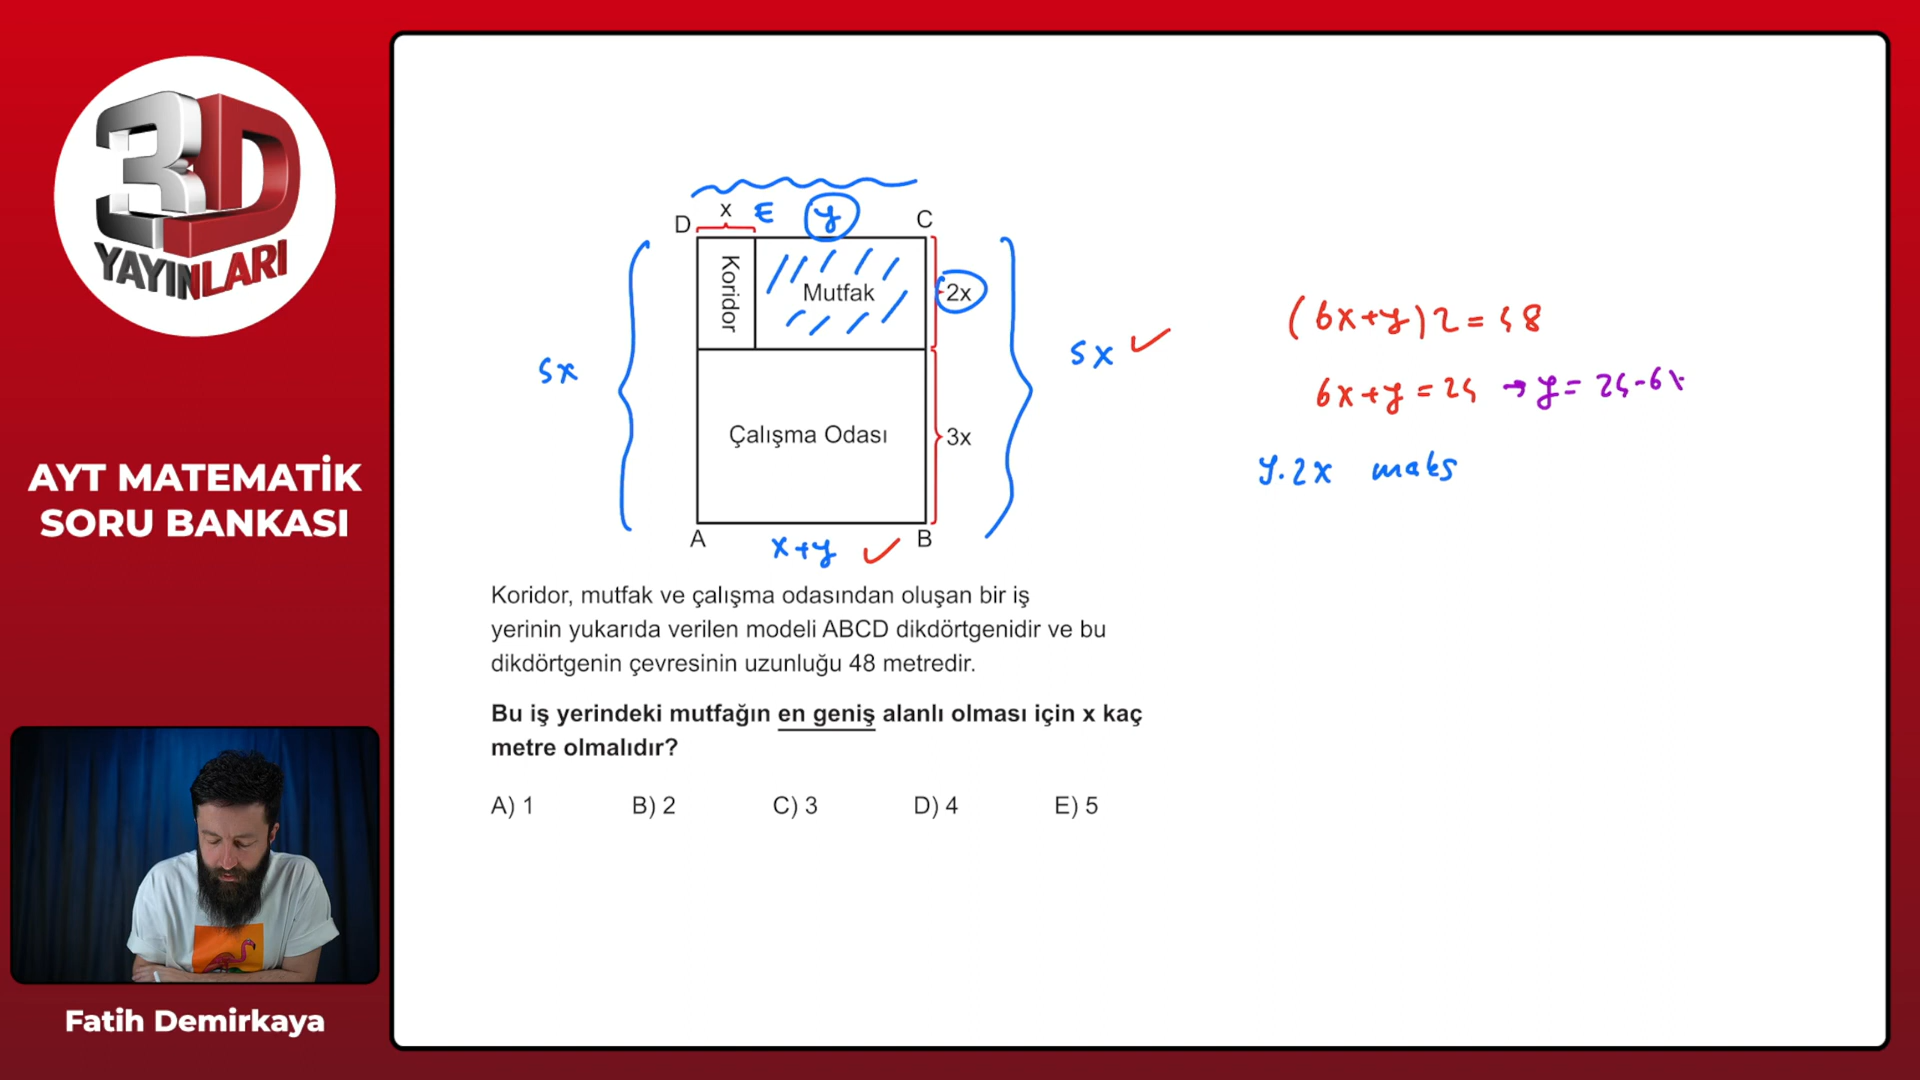 3D
YAYINLARI
AYT MATEMATİK
SORU BANKASI
Fatih Demirkaya
x E y
D C
Koridor
Mutfak
2x
5x
5x
Çalışma Odası
3x
A x+y B
(6x+y)2=48
6x+y=24 → y=24-6x
y.2x maks
Koridor, mutfak ve çalışma odasından oluşan bir iş
yerinin yukarıda verilen modeli ABCD dikdörtgenidir ve bu
dikdörtgenin çevresinin uzunluğu 48 metredir.
Bu iş yerindeki mutfağın en geniş alanlı olması için x kaç
metre olmalıdır?
A) 1 B) 2 C) 3 D) 4 E) 5